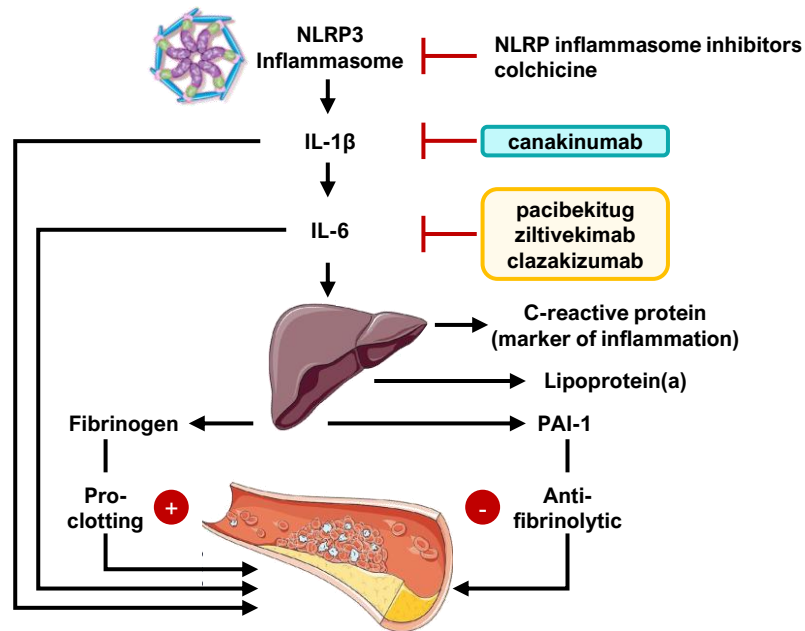 NLRP3
Inflammasome
NLRP inflammasome inhibitors
colchicine
IL-1β
canakinumab
IL-6
pacibekitug
ziltivekimab
clazakizumab
C-reactive protein
(marker of inflammation)
Lipoprotein(a)
Fibrinogen
PAI-1
Pro-
clotting
+
-
Anti-
fibrinolytic